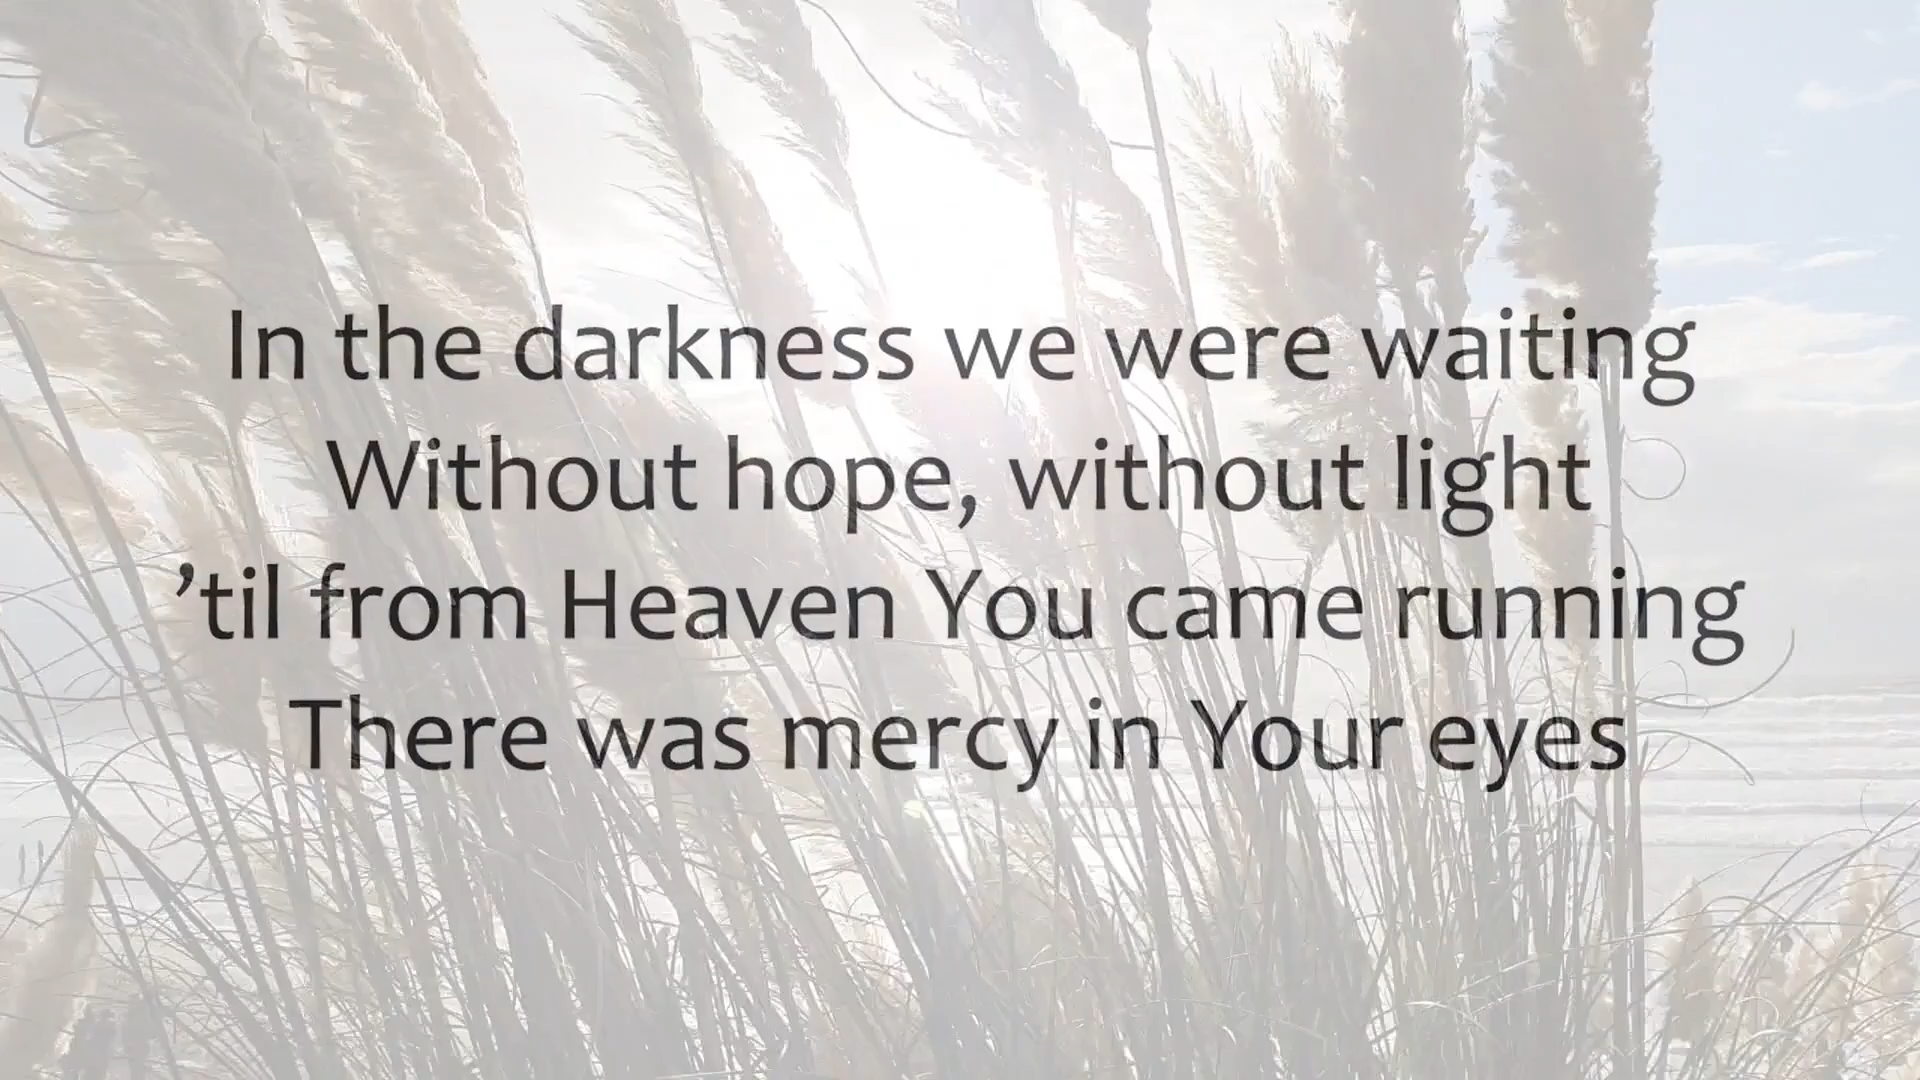 In the darkness we were waiting
Without hope, without light
’til from Heaven You came running
There was mercy in Your eyes